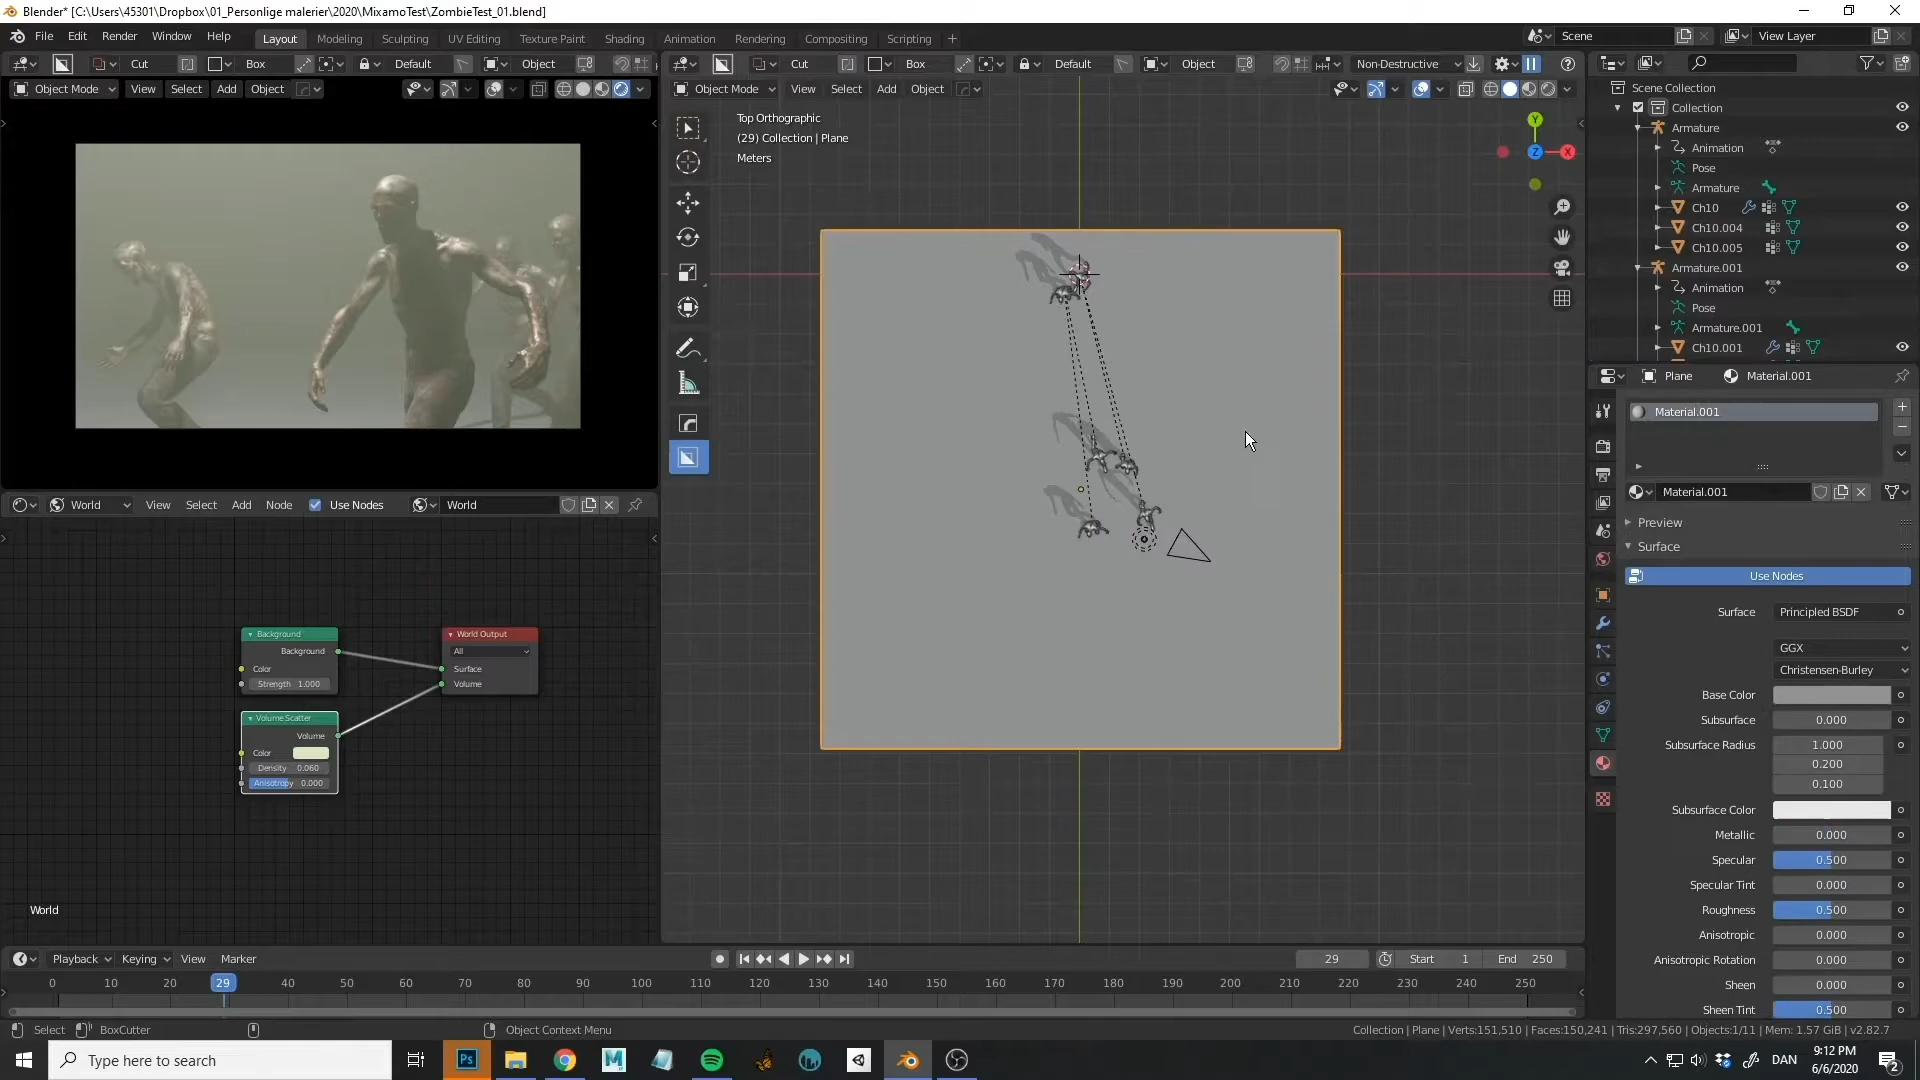 Blender* [C:\Users\45301\Dropbox\01_Personlige malerier\2020\MixamoTest\ZombieTest_01.blend]
File Edit Render Window Help Layout Modeling Sculpting UV Editing Texture Paint Shading Animation Rendering Compositing Scripting + Scene View Layer
Cut Box Default Object
Cut Box Default Object Non-Destructive
Object Mode View Select Add Object
Object Mode View Select Add Object
Top Orthographic
(29) Collection | Plane
Meters
Y
Z
X
Scene Collection
Collection
Armature
Animation
Pose
Armature
Ch10
Ch10.004
Ch10.005
Armature.001
Animation
Pose
Armature.001
Ch10.001
Plane Material.001
Material.001
Material.001
Preview
Surface
Use Nodes
Surface Principled BSDF
GGX
Christensen-Burley
Base Color
Subsurface 0.000
Subsurface Radius 1.000
0.200
0.100
Subsurface Color
Metallic 0.000
Specular 0.500
Specular Tint 0.000
Roughness 0.500
Anisotropic 0.000
Anisotropic Rotation 0.000
Sheen 0.000
Sheen Tint 0.500
World View Select Add Node Use Nodes World
Background
Background
Color
Strength 1.000
World Output
All
Surface
Volume
Volume Scatter
Volume
Color
Density 0.060
Anisotropy 0.000
World
Playback Keying View Marker 29 Start 1 End 250
0 10 20 29 40 50 60 70 80 90 100 110 120 130 140 150 160 170 180 190 200 210 220 230 240 250
Select BoxCutter Object Context Menu Collection | Plane | Verts:151,510 | Faces:150,241 | Tris:297,560 | Objects:1/11 | Mem: 1.57 GiB | v2.82.7
Type here to search
Ps
M
DAN
9:12 PM
6/6/2020
2